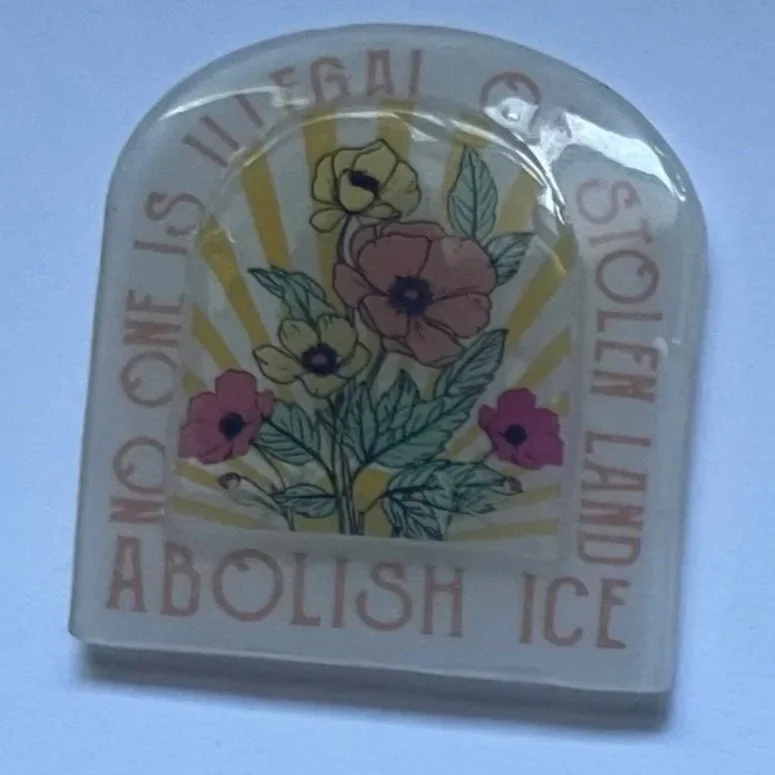 NO ONE IS ILLEGAL ON STOLEN LAND
ABOLISH ICE